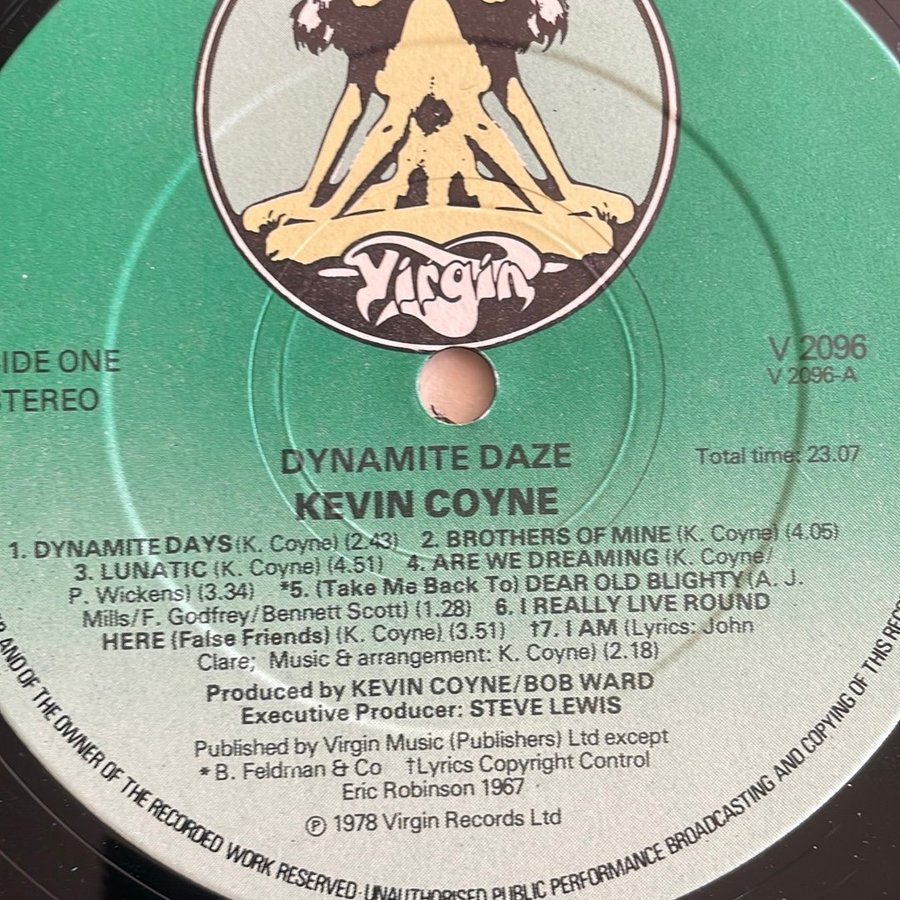 Virgin
IDE ONE
TEREO
V 2096
V 2096-A
DYNAMITE DAZE
Total time: 23.07
KEVIN COYNE
1. DYNAMITE DAYS (K. Coyne) (2.43) 2. BROTHERS OF MINE (K. Coyne) (4.05)
3. LUNATIC (K. Coyne) (4.51) 4. ARE WE DREAMING (K. Coyne/
P. Wickens) (3.34) *5. (Take Me Back To) DEAR OLD BLIGHTY (A. J.
Mills/F. Godfrey/Bennett Scott) (1.28) 6. I REALLY LIVE ROUND
HERE (False Friends) (K. Coyne) (3.51) †7. I AM (Lyrics: John
Clare; Music & arrangement: K. Coyne) (2.18)
Produced by KEVIN COYNE/BOB WARD
Executive Producer: STEVE LEWIS
Published by Virgin Music (Publishers) Ltd except
* B. Feldman & Co †Lyrics Copyright Control
Eric Robinson 1967
℗ 1978 Virgin Records Ltd
AND OF THE OWNER OF THE RECORDED WORK RESERVED · UNAUTHORISED PUBLIC PERFORMANCE BROADCASTING AND COPYING OF THIS